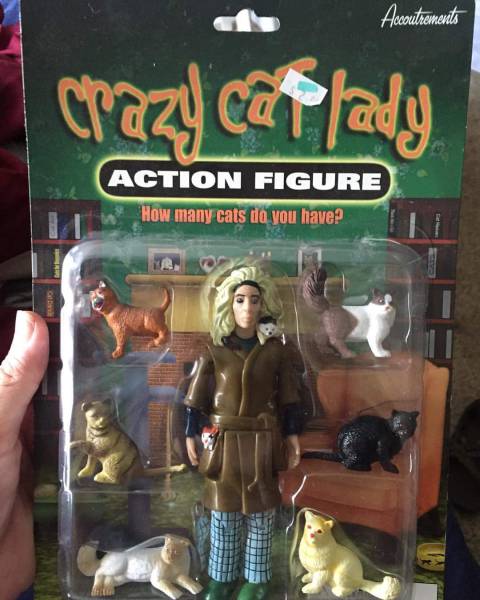 Accoutrements
crazy cat lady
ACTION FIGURE
How many cats do you have?